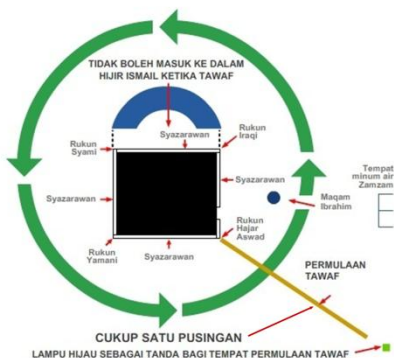 TIDAK BOLEH MASUK KE DALAM
HIJIR ISMAIL KETIKA TAWAF
Syazarawan
Rukun
Iraqi
Rukun
Syami
Tempat
minum air
Zamzam
Syazarawan
Syazarawan
Maqam
Ibrahim
Rukun
Hajar
Aswad
Rukun
Yamani
Syazarawan
PERMULAAN
TAWAF
CUKUP SATU PUSINGAN
LAMPU HIJAU SEBAGAI TANDA BAGI TEMPAT PERMULAAN TAWAF